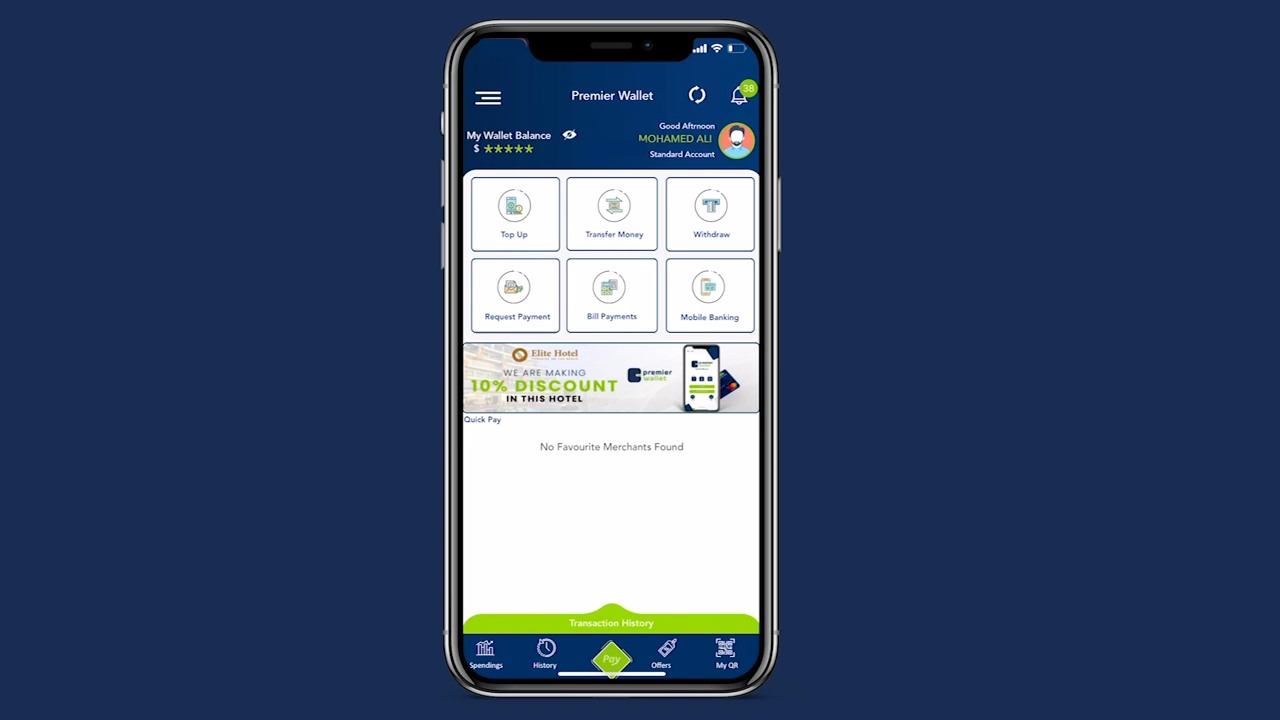 Premier Wallet
38
My Wallet Balance
$ *****
Good Aftrnoon
MOHAMED ALI
Standard Account
Top Up
Transfer Money
Withdraw
Request Payment
Bill Payments
Mobile Banking
Elite Hotel
WE ARE MAKING
10% DISCOUNT
IN THIS HOTEL
premier
wallet
Quick Pay
No Favourite Merchants Found
Transaction History
Spendings
History
Pay
Offers
My QR